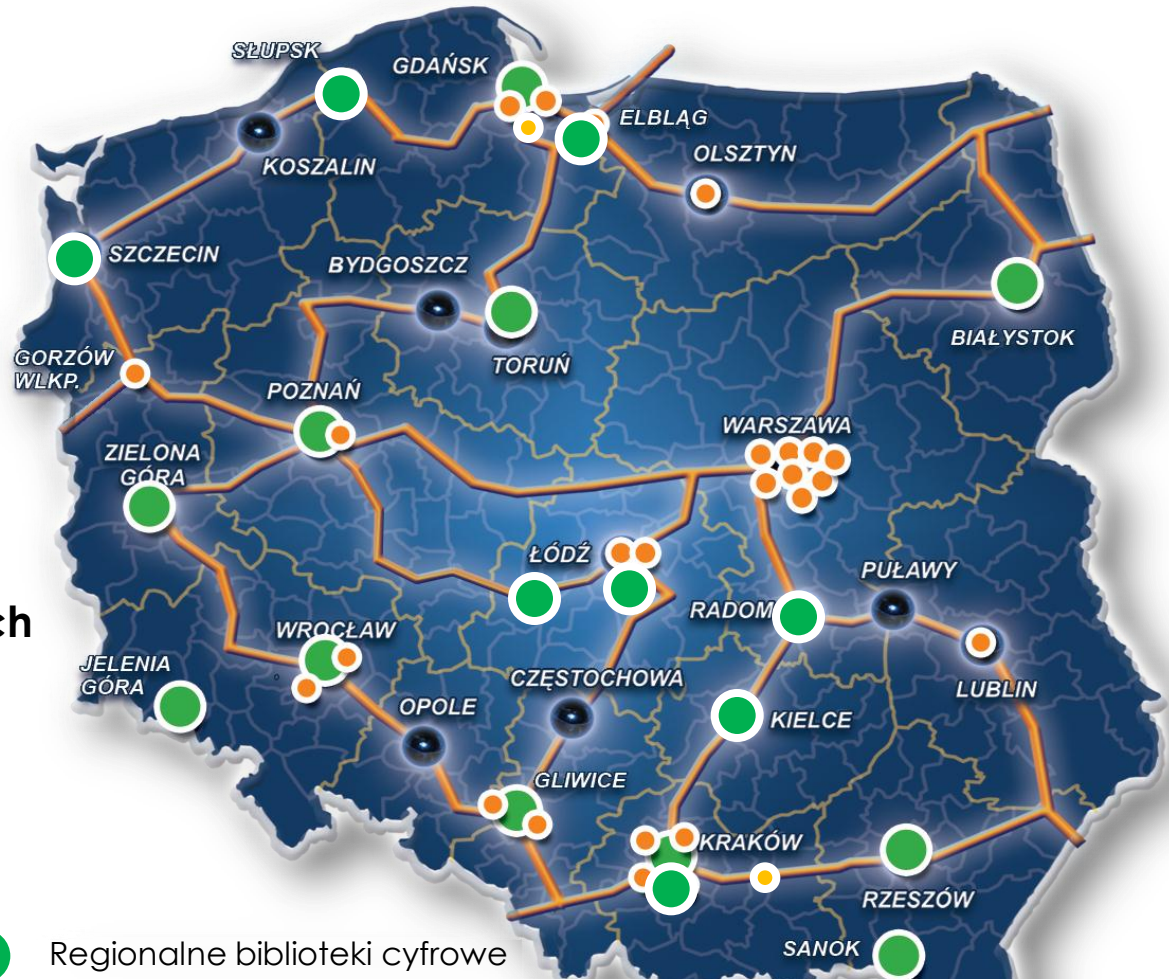 SŁUPSK
GDAŃSK
ELBLĄG
KOSZALIN
OLSZTYN
SZCZECIN
BYDGOSZCZ
BIAŁYSTOK
GORZÓW
WLKP.
TORUŃ
POZNAŃ
WARSZAWA
ZIELONA
GÓRA
ŁÓDŹ
PUŁAWY
RADOM
ch
WROCŁAW
JELENIA
GÓRA
CZĘSTOCHOWA
LUBLIN
OPOLE
KIELCE
GLIWICE
KRAKÓW
RZESZÓW
SANOK
Regionalne biblioteki cyfrowe